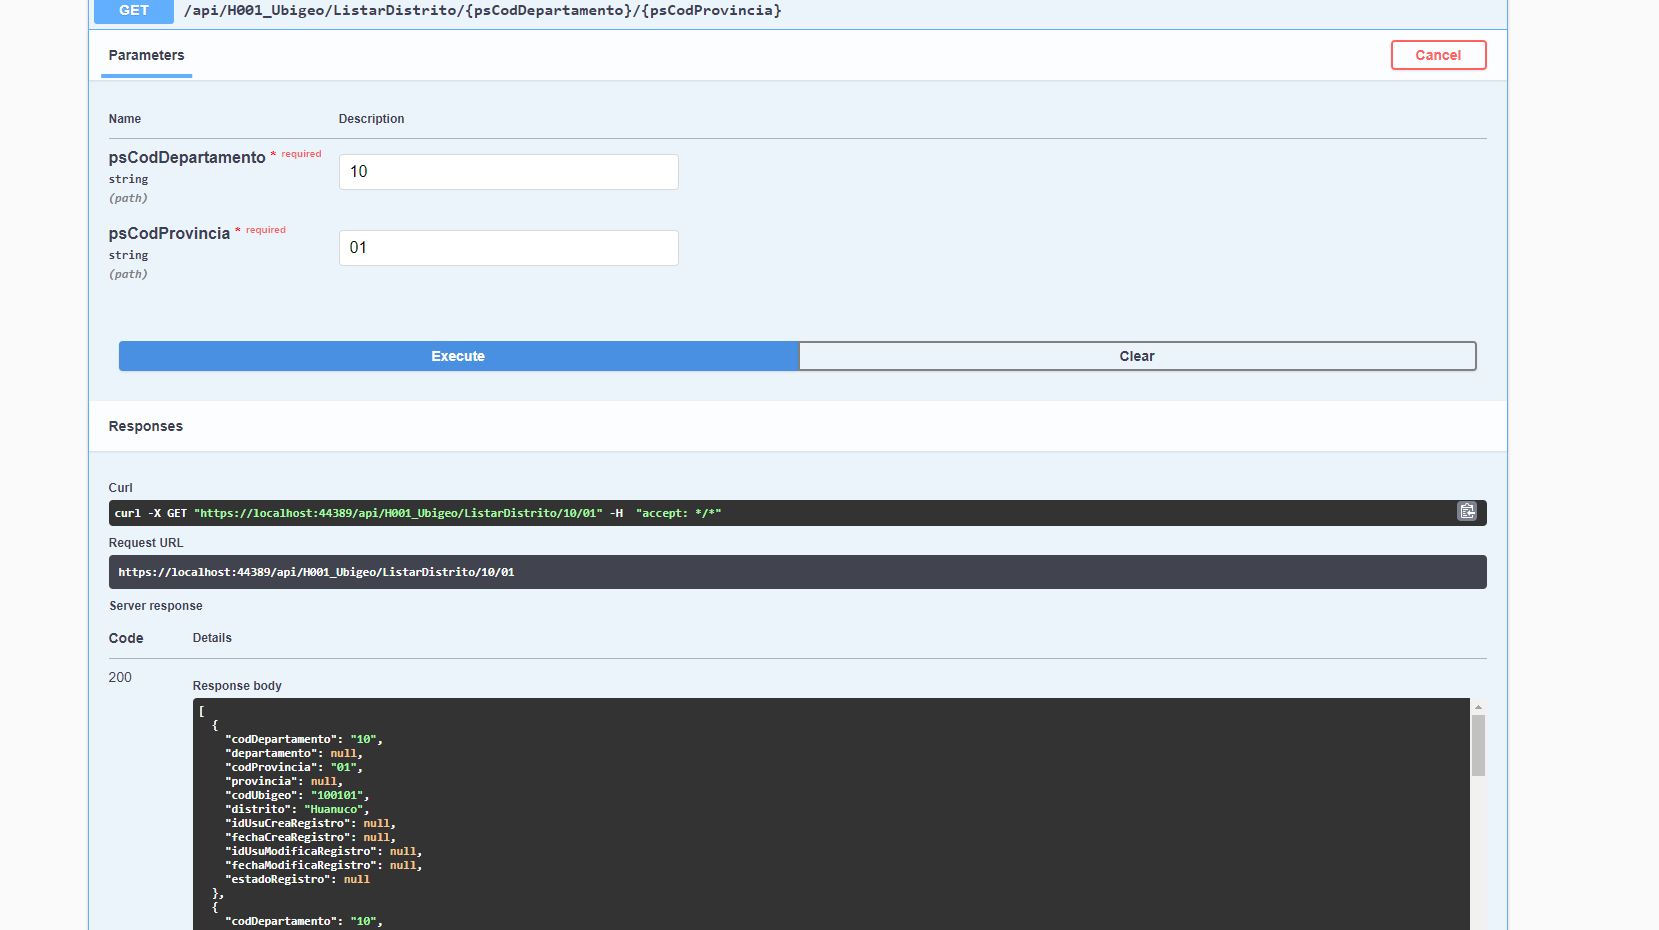 GET /api/H001_Ubigeo/ListarDistrito/{psCodDepartamento}/{psCodProvincia}
Parameters
Cancel
Name Description
psCodDepartamento * required
string
(path)
10
psCodProvincia * required
string
(path)
01
Execute Clear
Responses
Curl
curl -X GET "https://localhost:44389/api/H001_Ubigeo/ListarDistrito/10/01" -H  "accept: */*"
Request URL
https://localhost:44389/api/H001_Ubigeo/ListarDistrito/10/01
Server response
Code Details
200
Response body
[
  {
    "codDepartamento": "10",
    "departamento": null,
    "codProvincia": "01",
    "provincia": null,
    "codUbigeo": "100101",
    "distrito": "Huanuco",
    "idUsuCreaRegistro": null,
    "fechaCreaRegistro": null,
    "idUsuModificaRegistro": null,
    "fechaModificaRegistro": null,
    "estadoRegistro": null
  },
  {
    "codDepartamento": "10",